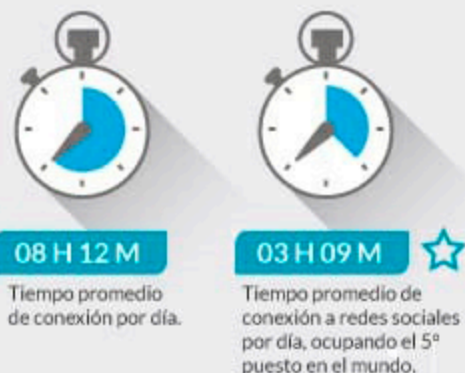 08 H 12 M
Tiempo promedio
de conexión por día.
03 H 09 M
Tiempo promedio de
conexión a redes sociales
por día, ocupando el 5º
puesto en el mundo.